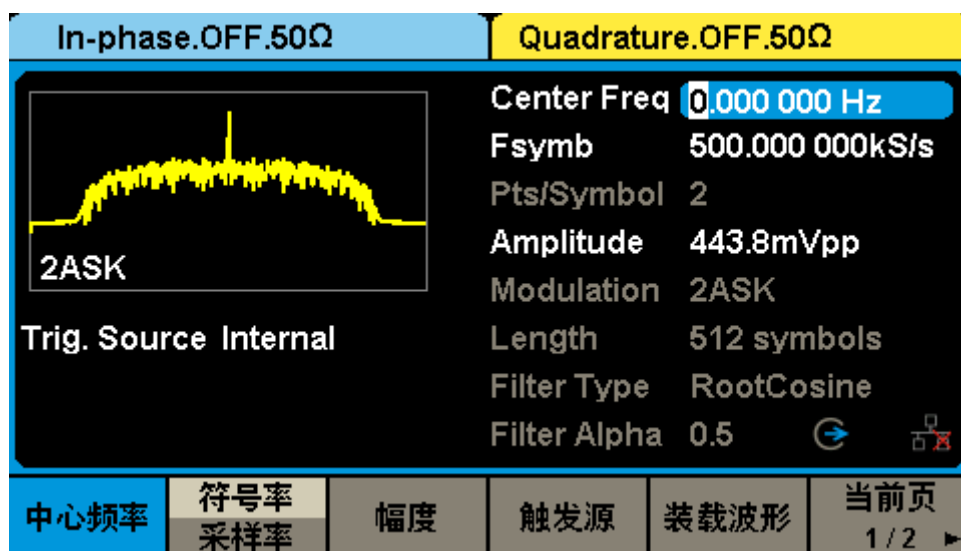 In-phase.OFF.50Ω
Quadrature.OFF.50Ω
2ASK
Trig. Source Internal
Center Freq 0.000 000 Hz
Fsymb 500.000 000kS/s
Pts/Symbol 2
Amplitude 443.8mVpp
Modulation 2ASK
Length 512 symbols
Filter Type RootCosine
Filter Alpha 0.5
中心频率
符号率
采样率
幅度
触发源
装载波形
当前页
1/2